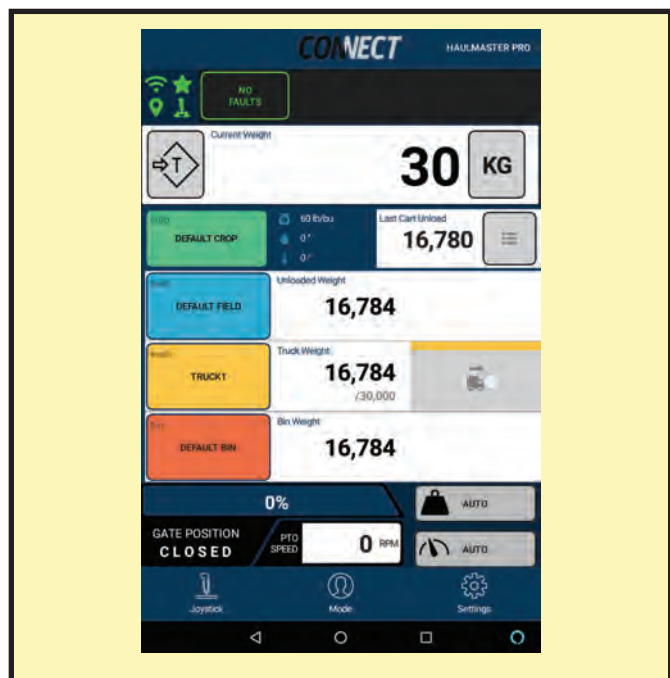 CONNECT
HAULMASTER PRO
NO
FAULTS
Current Weight
T
30
KG
DEFAULT CROP
60 lb/bu
0°
Last Cart Unload
16,780
DEFAULT FIELD
Unloaded Weight
16,784
TRUCK1
Truck Weight
16,784
/30,000
DEFAULT BIN
Bin Weight
16,784
0%
AUTO
GATE POSITION
CLOSED
PTO
SPEED
0 RPM
AUTO
Joystick
Mode
Settings